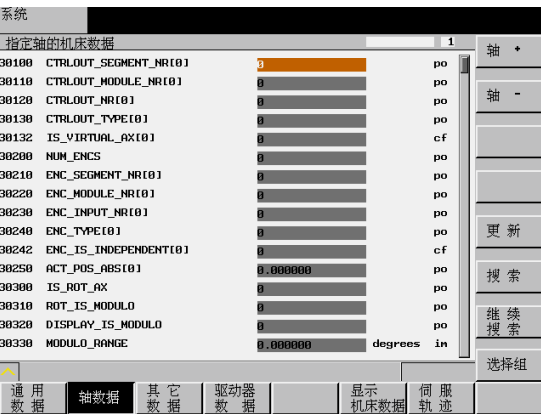 系统
指定轴的机床数据 1
30100 CTRLOUT_SEGMENT_NR[0] 0 po
30110 CTRLOUT_MODULE_NR[0] 0 po
30120 CTRLOUT_NR[0] 0 po
30130 CTRLOUT_TYPE[0] 0 po
30132 IS_VIRTUAL_AX[0] 0 cf
30200 NUM_ENCS 0 po
30210 ENC_SEGMENT_NR[0] 0 po
30220 ENC_MODULE_NR[0] 0 po
30230 ENC_INPUT_NR[0] 0 po
30240 ENC_TYPE[0] 0 po
30242 ENC_IS_INDEPENDENT[0] 0 cf
30250 ACT_POS_ABS[0] 0.000000 po
30300 IS_ROT_AX 0 po
30310 ROT_IS_MODULO 0 po
30320 DISPLAY_IS_MODULO 0 po
30330 MODULO_RANGE 0.000000 degrees in
轴 +
轴 -
更新
搜索
继续
搜索
选择组
通用
数据
轴数据
其它
数据
驱动器
数据
显示
机床数据
伺服
轨迹